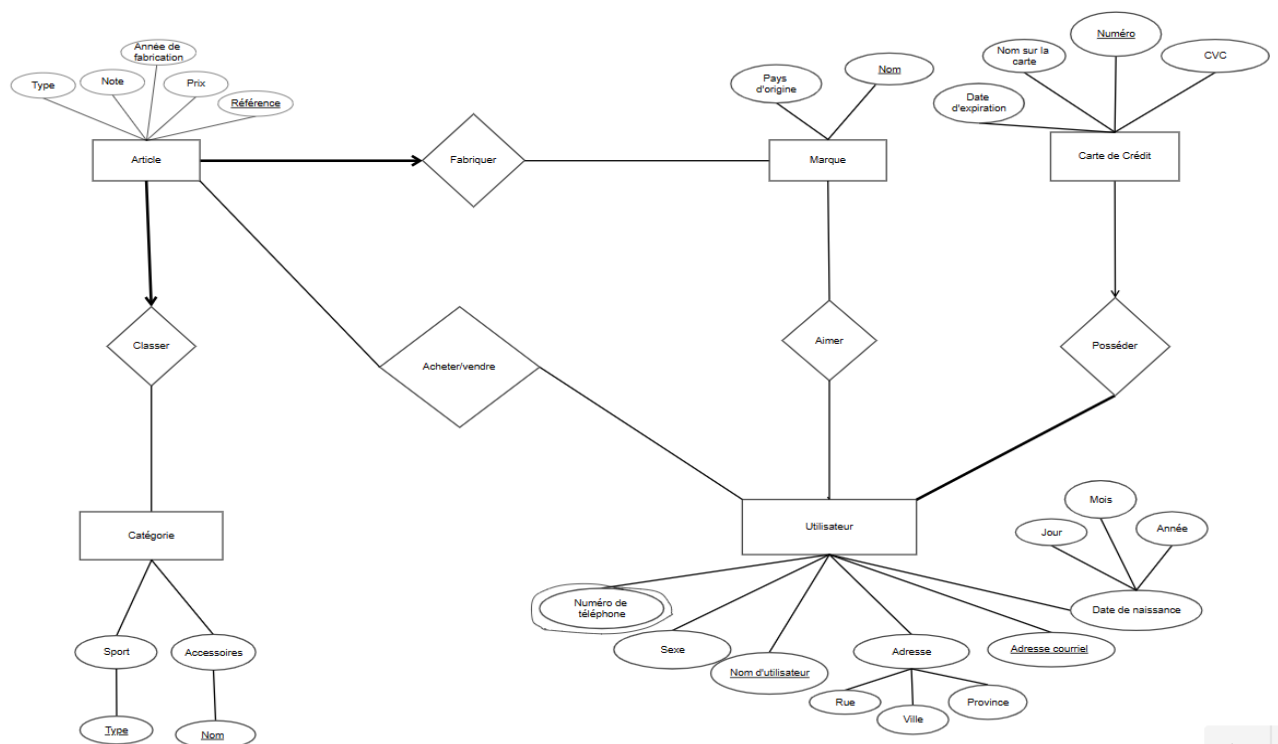 Année de
fabrication
Type
Note
Prix
Référence
Article
Fabriquer
Pays
d'origine
Nom
Marque
Numéro
Nom sur la
carte
CVC
Date
d'expiration
Carte de Crédit
Classer
Acheter/vendre
Aimer
Posséder
Catégorie
Sport
Accessoires
Type
Nom
Utilisateur
Numéro de
téléphone
Sexe
Nom d'utilisateur
Adresse
Rue
Ville
Province
Adresse courriel
Date de naissance
Jour
Mois
Année